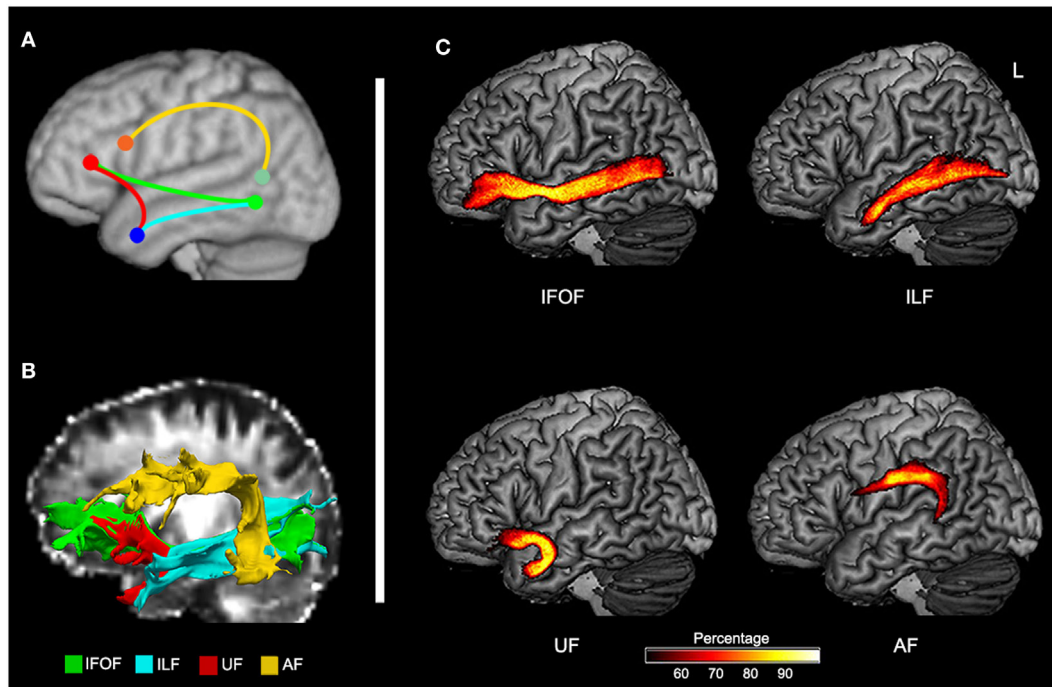 A
C
L
IFOF
ILF
B
UF
AF
Percentage
60 70 80 90
IFOF ILF UF AF